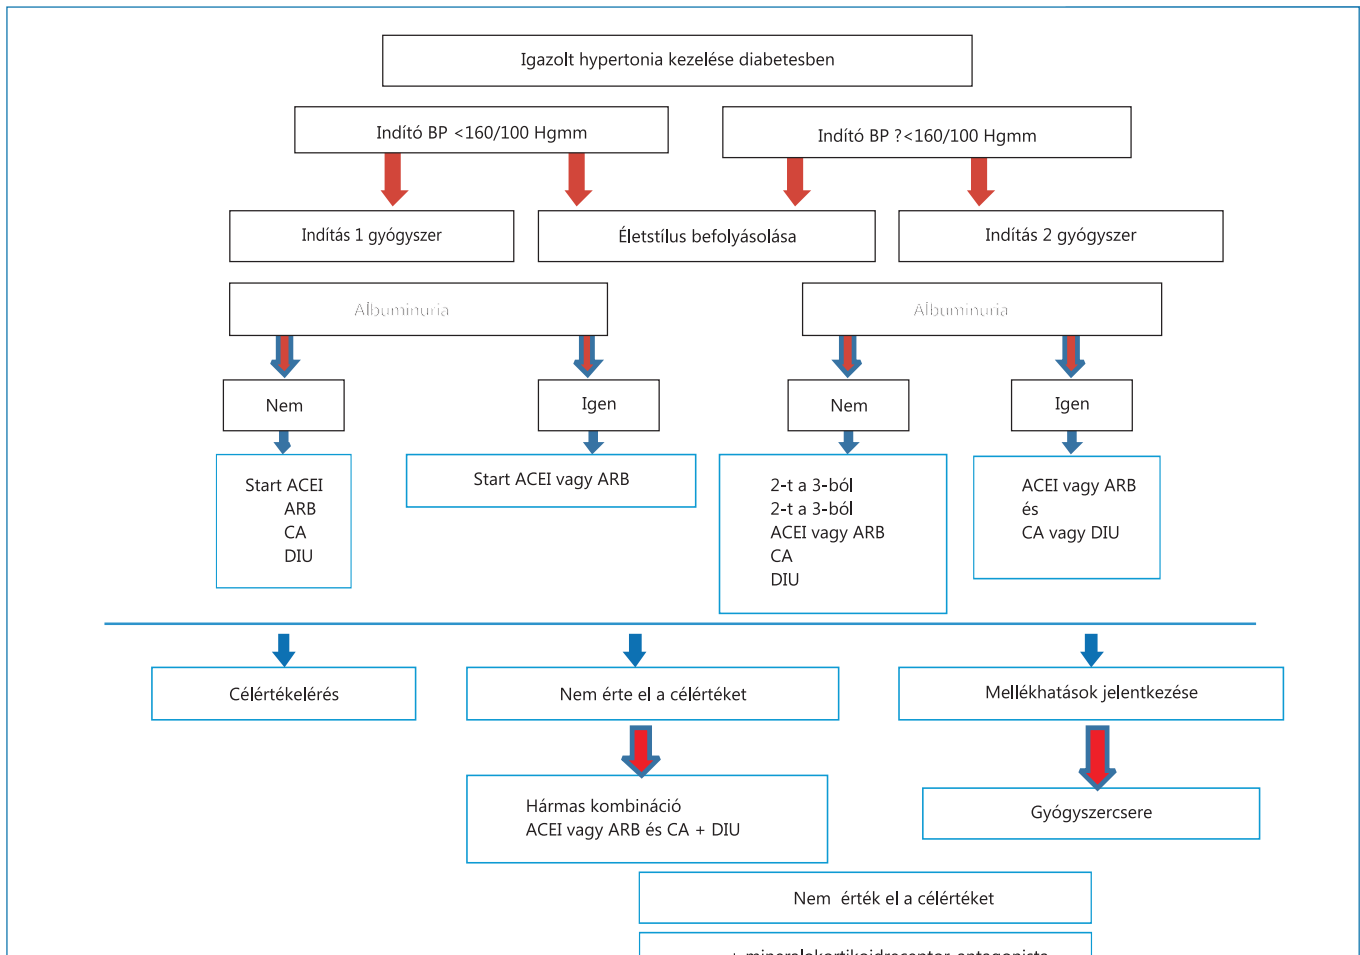 Igazolt hypertonia kezelése diabetesben
Indító BP <160/100 Hgmm
Indító BP ?<160/100 Hgmm
Indítás 1 gyógyszer
Életstílus befolyásolása
Indítás 2 gyógyszer
Albuminuria
Albuminuria
Nem
Igen
Nem
Igen
Start ACEI
ARB
CA
DIU
Start ACEI vagy ARB
2-t a 3-ból
2-t a 3-ból
ACEI vagy ARB
CA
DIU
ACEI vagy ARB
és
CA vagy DIU
Célértékelérés
Nem érte el a célértéket
Mellékhatások jelentkezése
Hármas kombináció
ACEI vagy ARB és CA + DIU
Gyógyszercsere
Nem érték el a célértéket
+ mineralokortikoidreceptor-antagonista